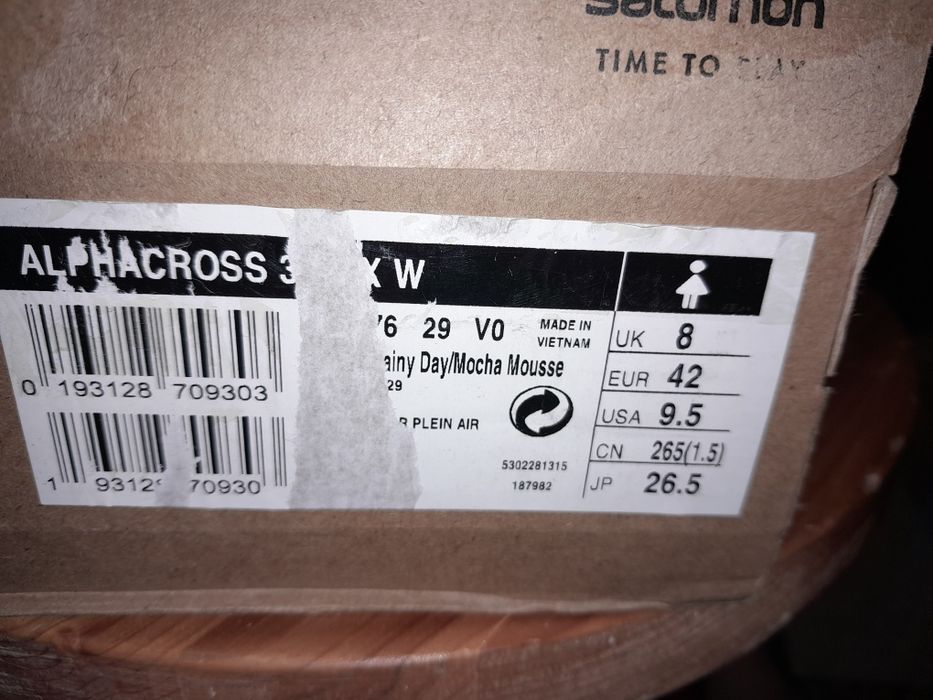 Salomon
TIME TO PLAY
ALPHACROSS 3 X W
76 29 V0
MADE IN
VIETNAM
ainy Day/Mocha Mousse
29
R PLEIN AIR
0 193128 709303
1 93128 70930
5302281315
187982
UK 8
EUR 42
USA 9.5
CN 265(1.5)
JP 26.5